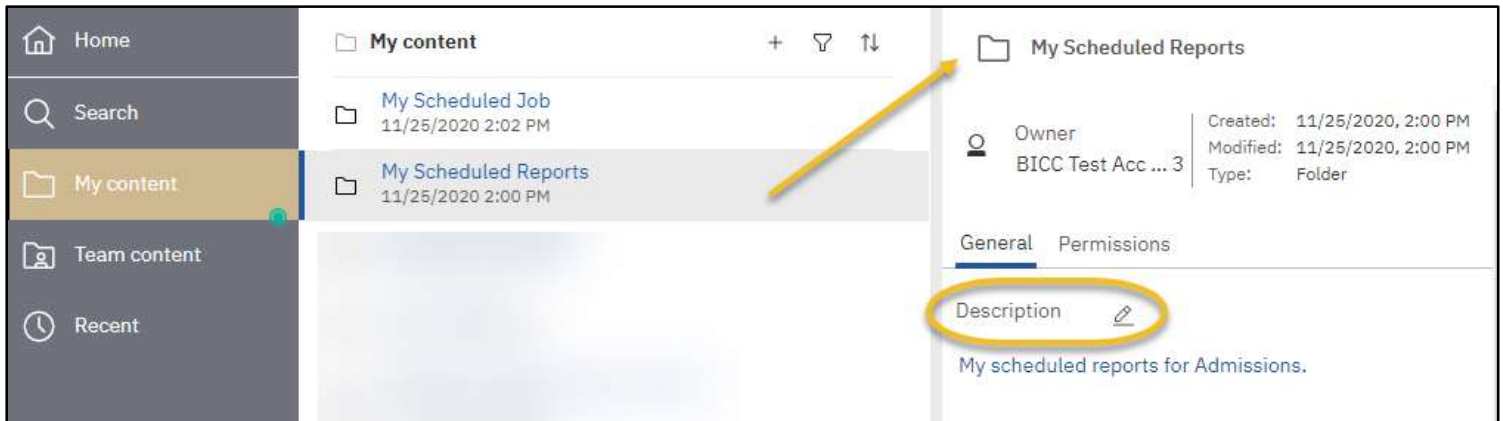 Home
Search
My content
Team content
Recent
My content
My Scheduled Job
11/25/2020 2:02 PM
My Scheduled Reports
11/25/2020 2:00 PM
My Scheduled Reports
Owner
BICC Test Acc ... 3
Created: 11/25/2020, 2:00 PM
Modified: 11/25/2020, 2:00 PM
Type: Folder
General Permissions
Description
My scheduled reports for Admissions.